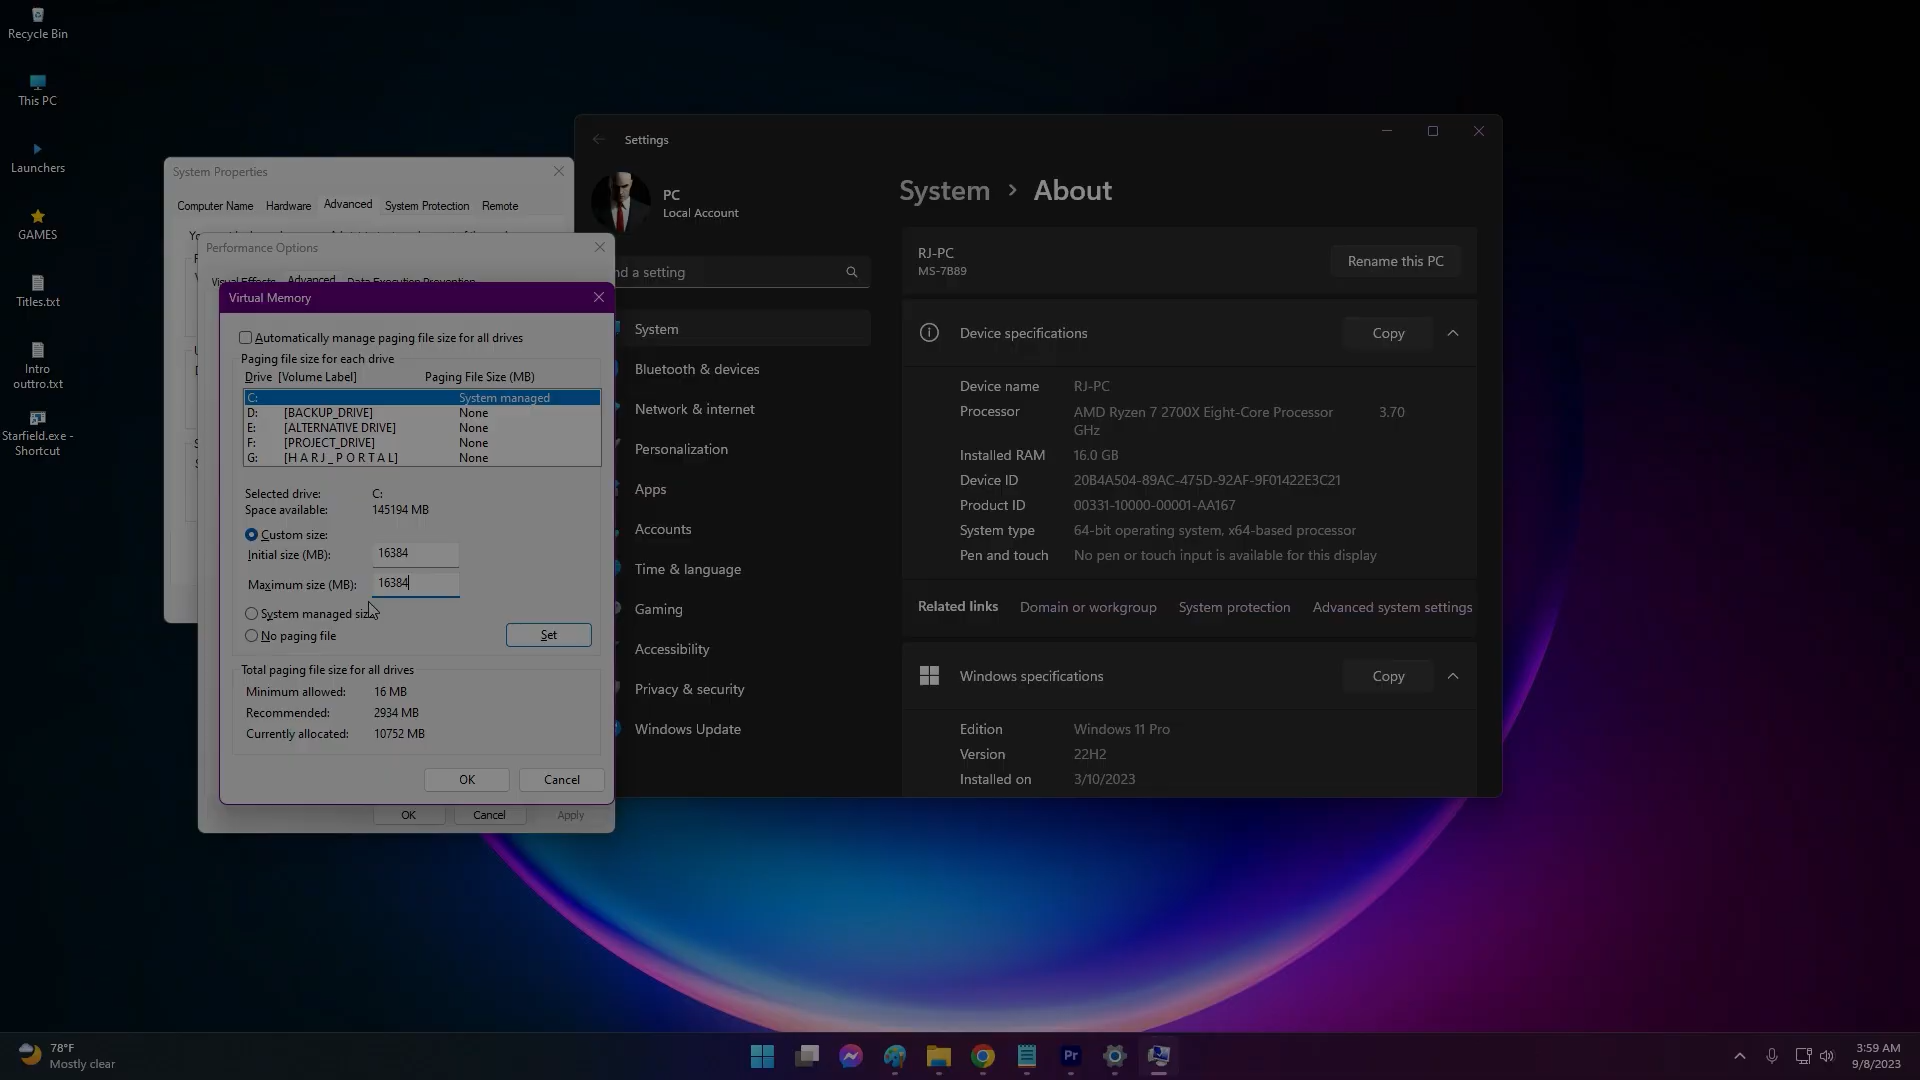 Recycle Bin
This PC
Launchers
GAMES
Titles.txt
Intro
outtro.txt
Starfield.exe -
Shortcut
System Properties
Computer Name Hardware Advanced System Protection Remote
Performance Options
Visual Effects Advanced Data Execution Prevention
Virtual Memory
Automatically manage paging file size for all drives
Paging file size for each drive
Drive [Volume Label] Paging File Size (MB)
C: System managed
D: [BACKUP_DRIVE] None
E: [ALTERNATIVE DRIVE] None
F: [PROJECT_DRIVE] None
G: [H A R J _ P O R T A L] None
Selected drive: C:
Space available: 145194 MB
Custom size:
Initial size (MB): 16384
Maximum size (MB): 16384
System managed size
No paging file
Set
Total paging file size for all drives
Minimum allowed: 16 MB
Recommended: 2934 MB
Currently allocated: 10752 MB
OK Cancel
OK Cancel Apply
Settings
PC
Local Account
nd a setting
System
Bluetooth & devices
Network & internet
Personalization
Apps
Accounts
Time & language
Gaming
Accessibility
Privacy & security
Windows Update
System > About
RJ-PC
MS-7B89
Rename this PC
Device specifications Copy
Device name RJ-PC
Processor AMD Ryzen 7 2700X Eight-Core Processor 3.70
GHz
Installed RAM 16.0 GB
Device ID 20B4A504-89AC-475D-92AF-9F01422E3C21
Product ID 00331-10000-00001-AA167
System type 64-bit operating system, x64-based processor
Pen and touch No pen or touch input is available for this display
Related links Domain or workgroup System protection Advanced system settings
Windows specifications Copy
Edition Windows 11 Pro
Version 22H2
Installed on 3/10/2023
78°F
Mostly clear
Pr
3:59 AM
9/8/2023